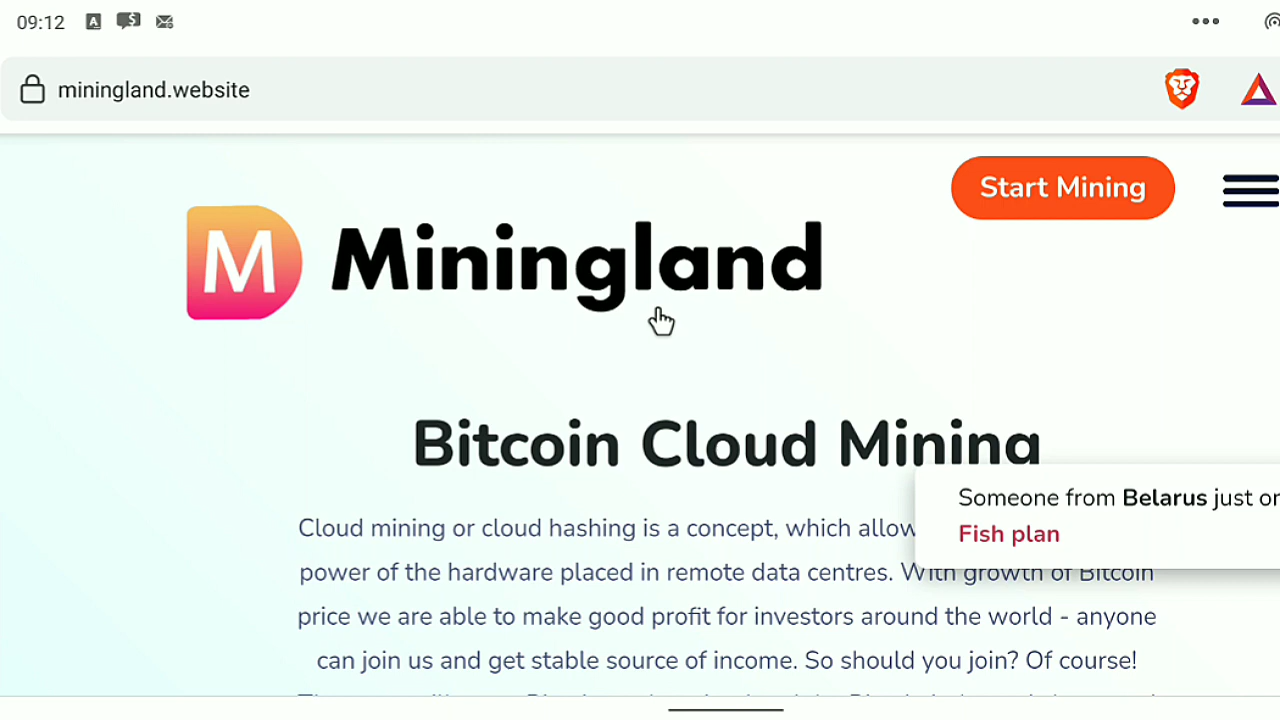 09:12
miningland.website
Start Mining
M Miningland
Bitcoin Cloud Mining
Someone from Belarus just or
Fish plan
Cloud mining or cloud hashing is a concept, which allow
power of the hardware placed in remote data centres. With growth of Bitcoin
price we are able to make good profit for investors around the world - anyone
can join us and get stable source of income. So should you join? Of course!